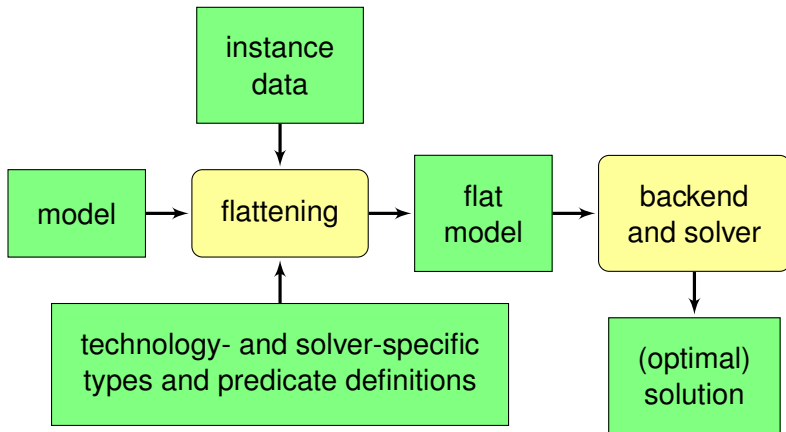 instance
data
model
flattening
flat
model
backend
and solver
technology- and solver-specific
types and predicate definitions
(optimal)
solution